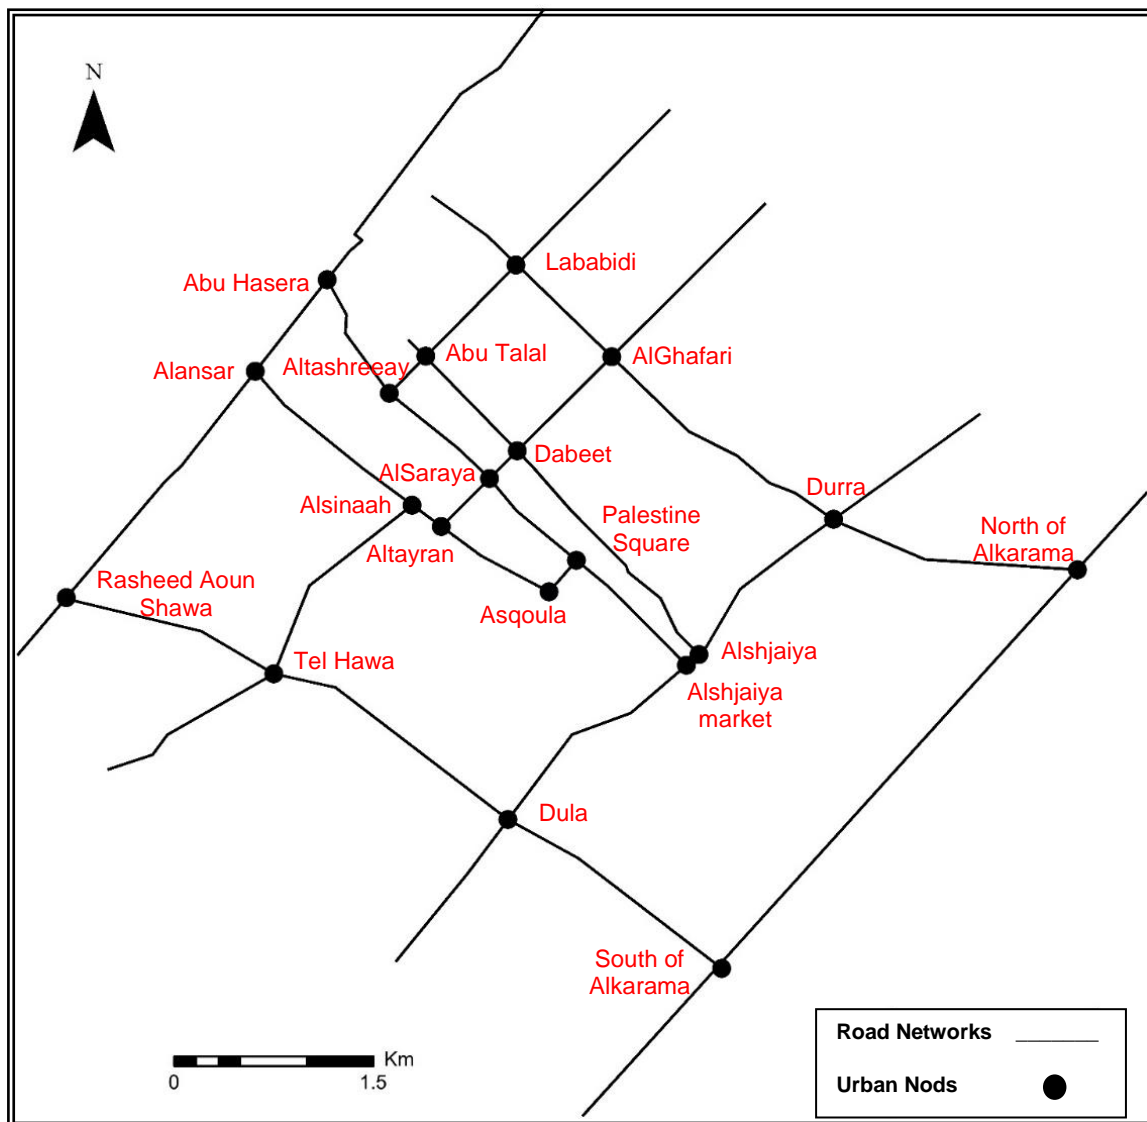 N
Lababidi
Abu Hasera
Abu Talal
AlGhafari
Altashreeay
Alansar
Dabeet
AlSaraya
Durra
Alsinaah
Palestine
Square
North of
Alkarama
Altayran
Rasheed Aoun
Shawa
Asqoula
Tel Hawa
Alshjaiya
Alshjaiya
market
Dula
South of
Alkarama
Road Networks
Urban Nods
Km
0 1.5